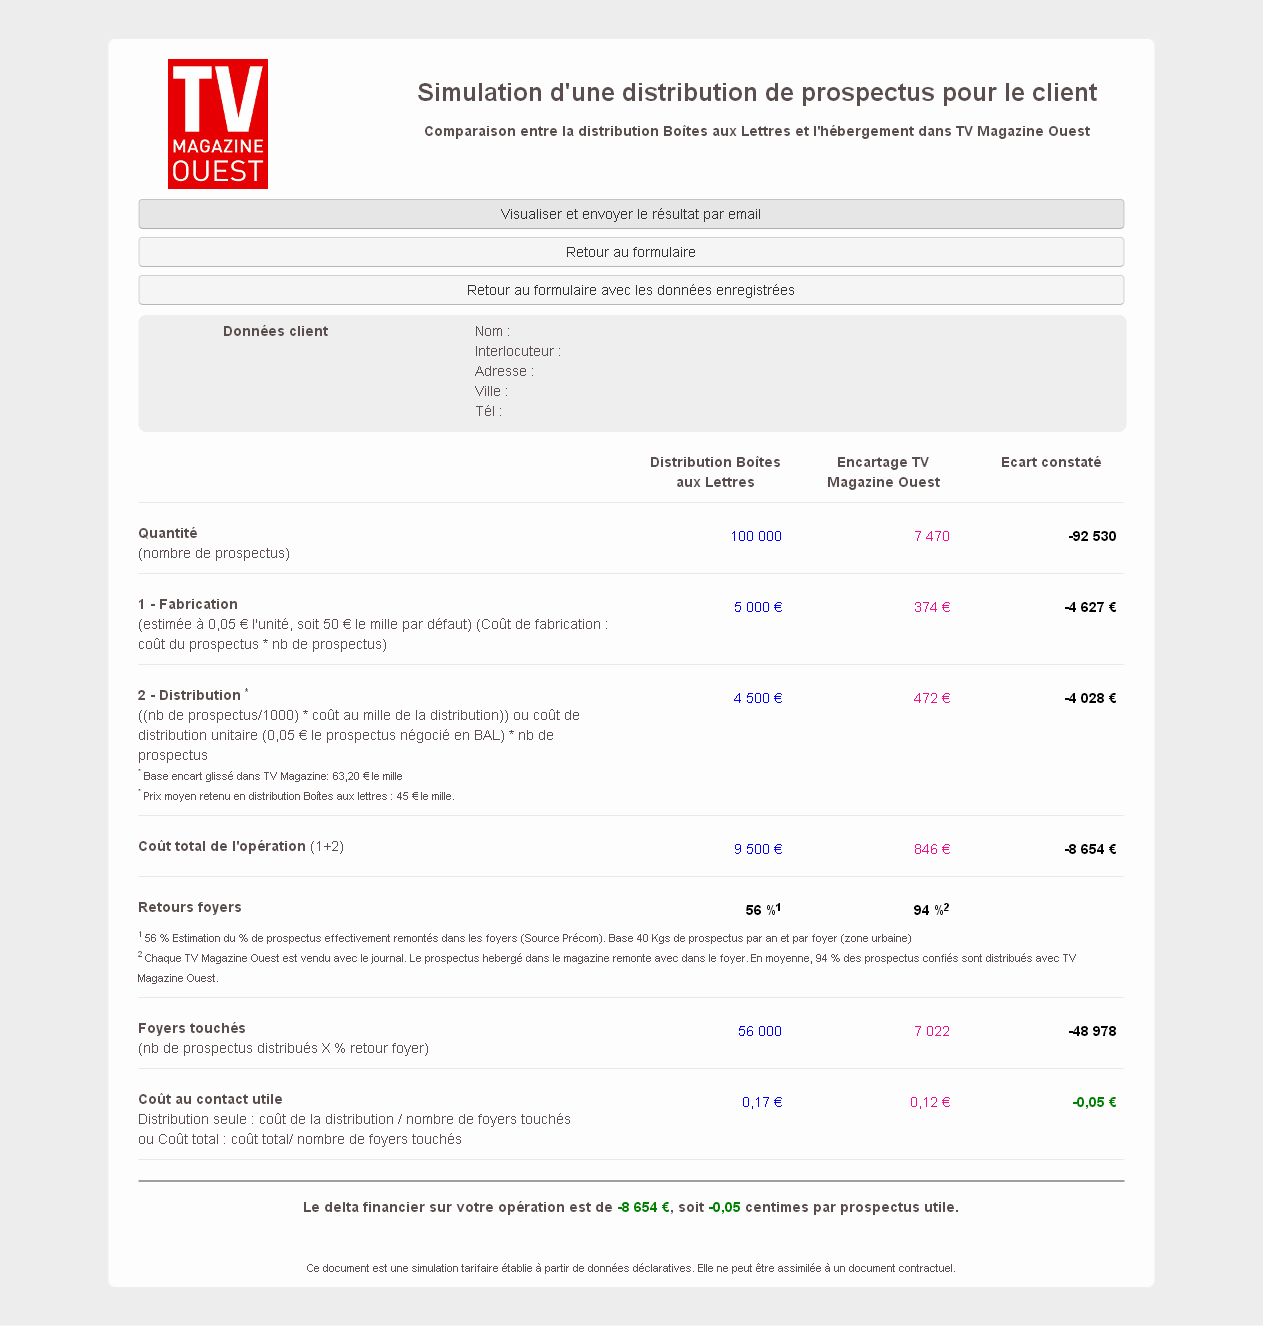 TV
MAGAZINE
OUEST
Simulation d'une distribution de prospectus pour le client
Comparaison entre la distribution Boîtes aux Lettres et l'hébergement dans TV Magazine Ouest
Visualiser et envoyer le résultat par email
Retour au formulaire
Retour au formulaire avec les données enregistrées
Données client
Nom :
Interlocuteur :
Adresse :
Ville :
Tél :
Distribution Boîtes aux Lettres
Encartage TV Magazine Ouest
Ecart constaté
Quantité 100 000 7 470 -92 530
(nombre de prospectus)
1 - Fabrication 5 000 € 374 € -4 627 €
(estimée à 0,05 € l'unité, soit 50 € le mille par défaut) (Coût de fabrication :
coût du prospectus * nb de prospectus)
2 - Distribution * 4 500 € 472 € -4 028 €
((nb de prospectus/1000) * coût au mille de la distribution)) ou coût de
distribution unitaire (0,05 € le prospectus négocié en BAL) * nb de
prospectus
* Base encart glissé dans TV Magazine: 63,20 € le mille
* Prix moyen retenu en distribution Boîtes aux lettres : 45 € le mille.
Coût total de l'opération (1+2) 9 500 € 846 € -8 654 €
Retours foyers 56 %1 94 %2
1 56 % Estimation du % de prospectus effectivement remontés dans les foyers (Source Précom). Base 40 Kgs de prospectus par an et par foyer (zone urbaine)
2 Chaque TV Magazine Ouest est vendu avec le journal. Le prospectus hebergé dans le magazine remonte avec dans le foyer. En moyenne, 94 % des prospectus confiés sont distribués avec TV
Magazine Ouest.
Foyers touchés 56 000 7 022 -48 978
(nb de prospectus distribués X % retour foyer)
Coût au contact utile 0,17 € 0,12 € -0,05 €
Distribution seule : coût de la distribution / nombre de foyers touchés
ou Coût total : coût total/ nombre de foyers touchés
Le delta financier sur votre opération est de -8 654 €, soit -0,05 centimes par prospectus utile.
Ce document est une simulation tarifaire établie à partir de données déclaratives. Elle ne peut être assimilée à un document contractuel.